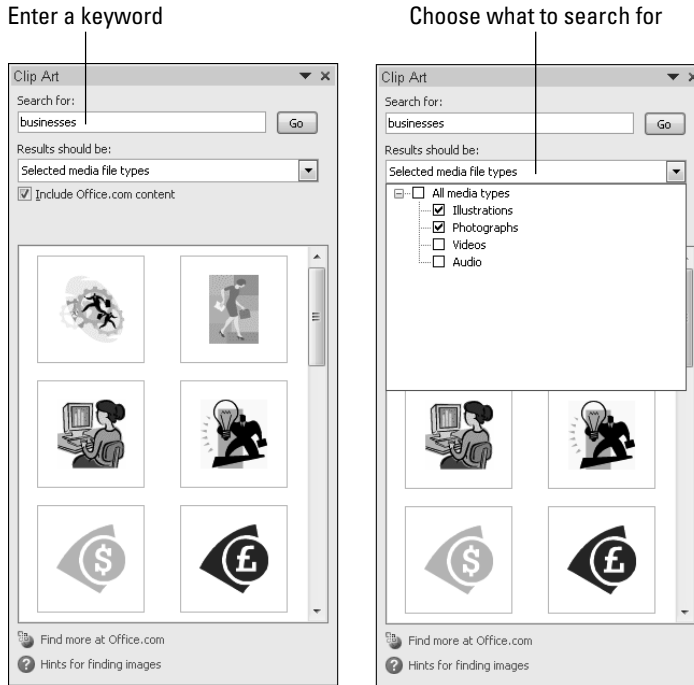 Enter a keyword
Clip Art
Search for:
businesses
Go
Results should be:
Selected media file types
Include Office.com content
$
£
Find more at Office.com
Hints for finding images
Choose what to search for
Clip Art
Search for:
businesses
Go
Results should be:
Selected media file types
All media types
Illustrations
Photographs
Videos
Audio
$
£
Find more at Office.com
Hints for finding images